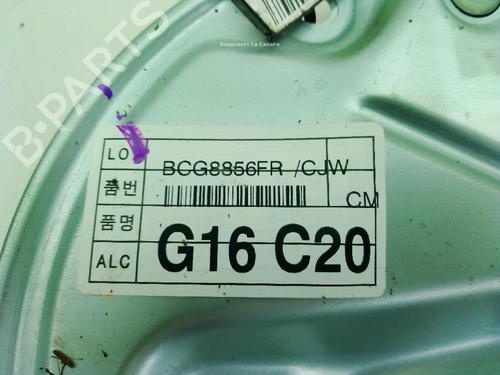 Desguaces La Cabaña
B-PARTS
LO
품번 BCG8856FR /CJW
CM
품명
ALC G16 C20